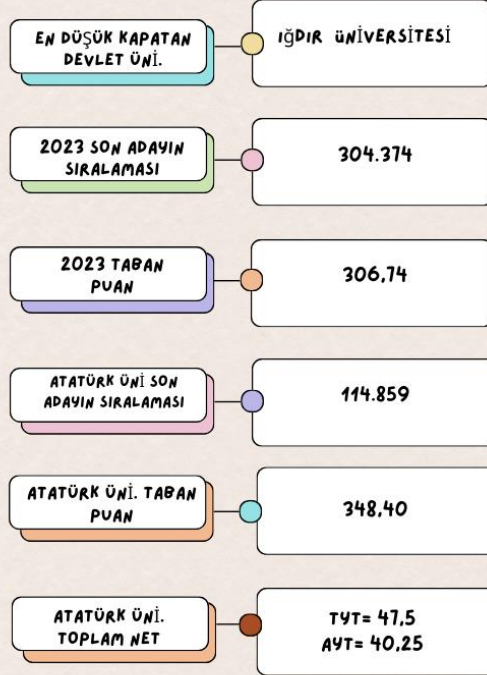 EN DÜŞÜK KAPATAN
DEVLET ÜNİ.
IĞDIR ÜNİVERSİTESİ
2023 SON ADAYIN
SIRALAMASI
304.374
2023 TABAN
PUAN
306,74
ATATÜRK ÜNİ SON
ADAYIN SIRALAMASI
114.859
ATATÜRK ÜNİ. TABAN
PUAN
348,40
ATATÜRK ÜNİ.
TOPLAM NET
TYT= 47,5
AYT= 40,25